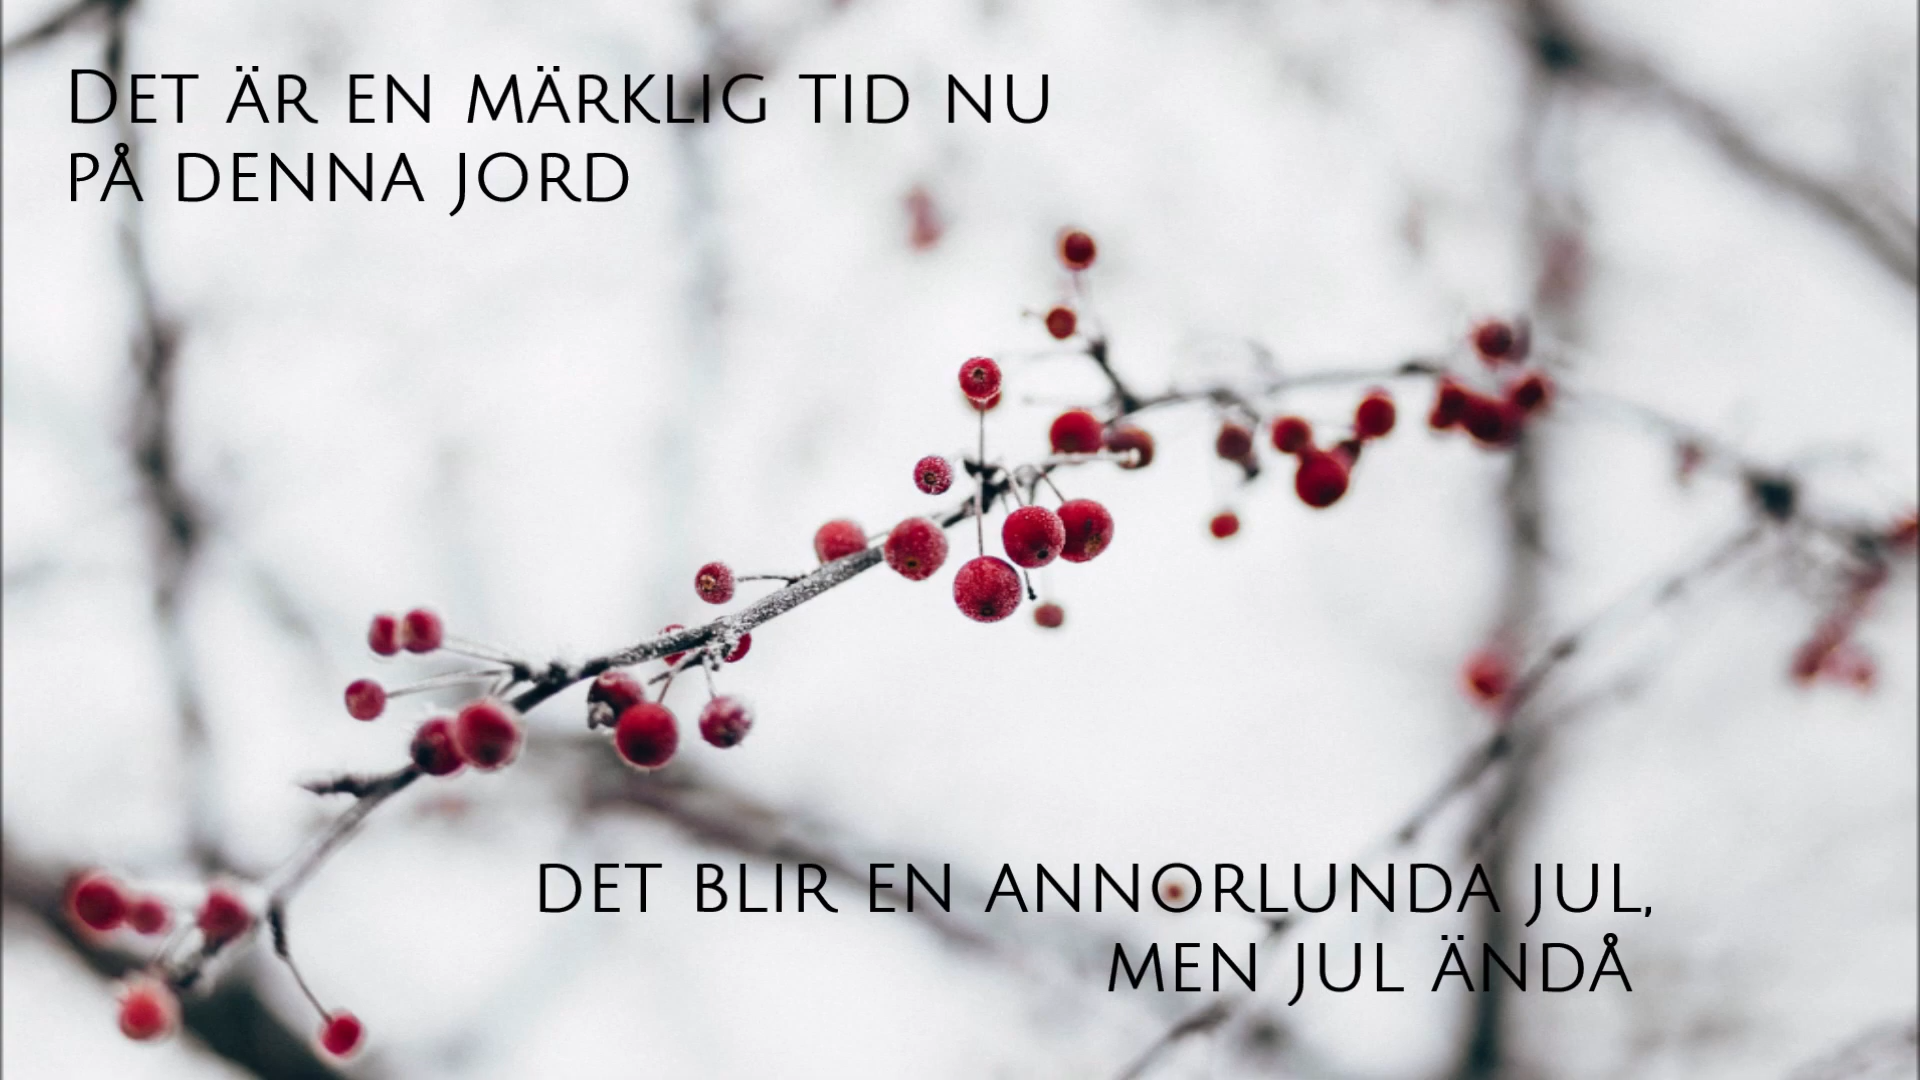 Det är en märklig tid nu
på denna jord
det blir en annorlunda jul,
men jul ändå